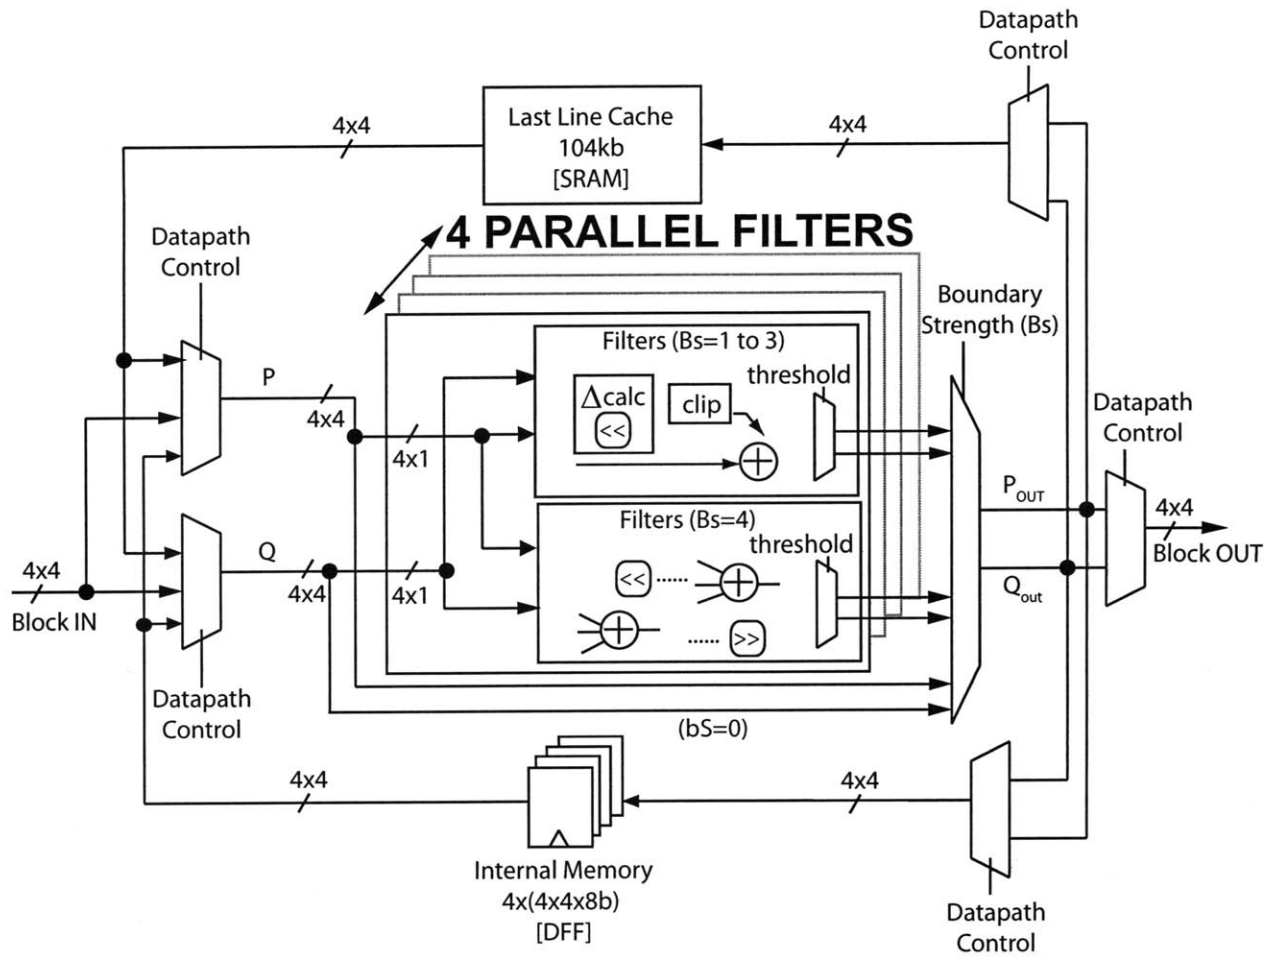 Datapath
Control
4x4
Last Line Cache
104kb
[SRAM]
4x4
4 PARALLEL FILTERS
Datapath
Control
Boundary
Strength (Bs)
Filters (Bs=1 to 3)
threshold
Δcalc
<<
clip
P
4x4
4x1
Datapath
Control
P OUT
4x4
Block OUT
Filters (Bs=4)
threshold
<<
......
Q
4x4
4x1
Q out
4x4
Block IN
......
>>
Datapath
Control
(bS=0)
4x4
4x4
Internal Memory
4x(4x4x8b)
[DFF]
Datapath
Control